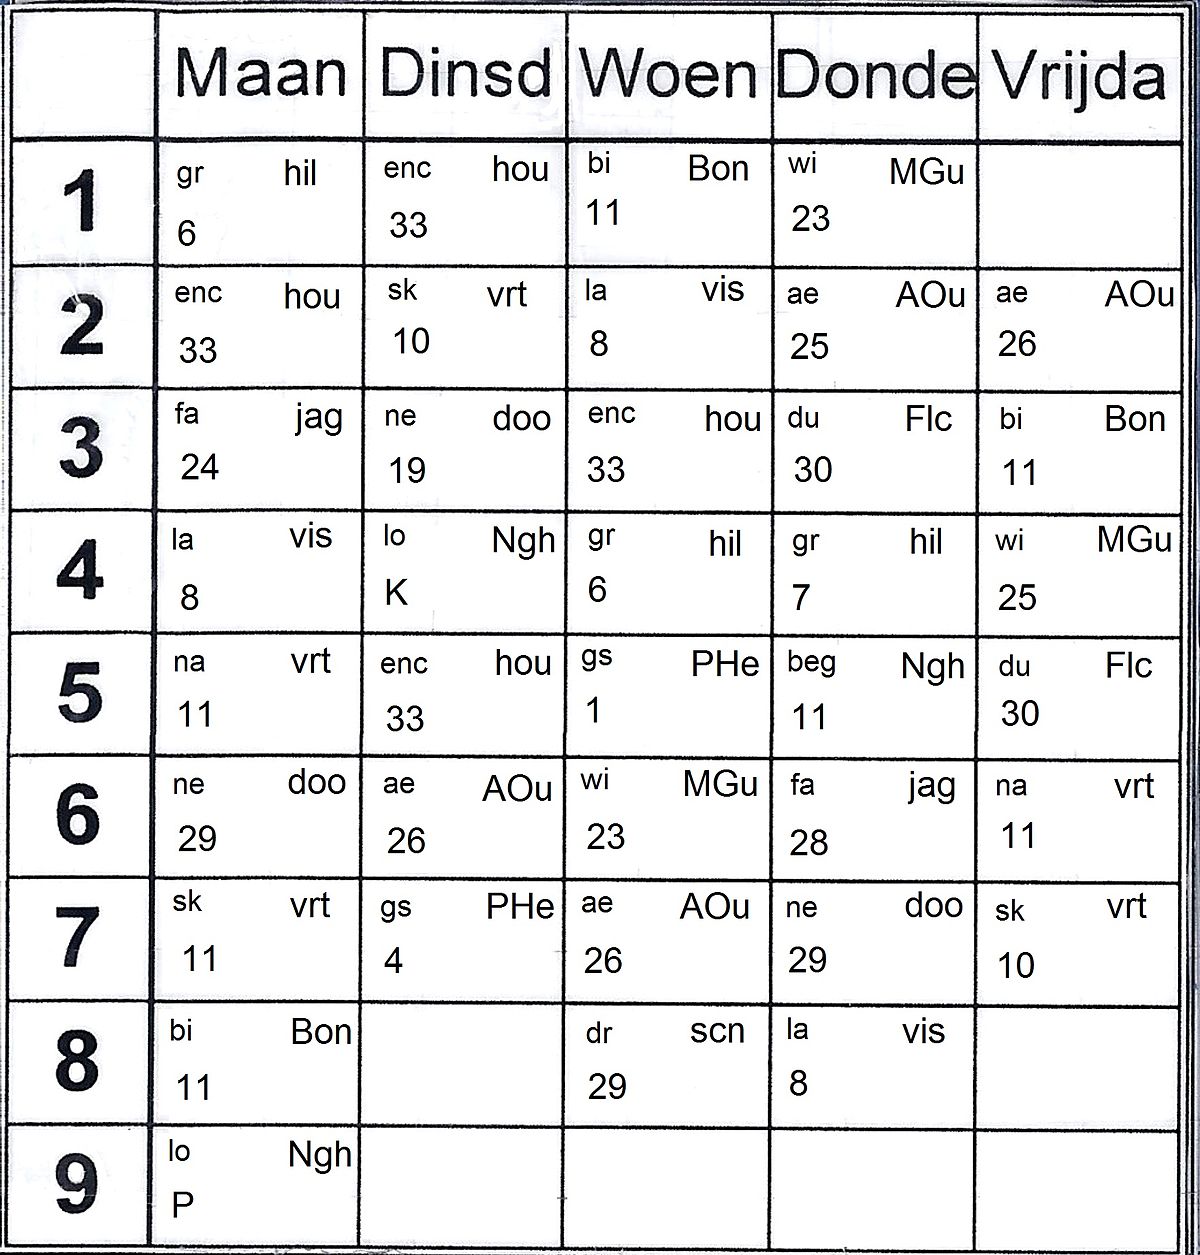 Maan Dinsd Woen Donde Vrijda
1
gr hil enc hou bi Bon wi MGu
6 33 11 23
2
enc hou sk vrt la vis ae AOu ae AOu
33 10 8 25 26
3
fa jag ne doo enc hou du Flc bi Bon
24 19 33 30 11
4
la vis lo Ngh gr hil gr hil wi MGu
8 K 6 7 25
5
na vrt enc hou gs PHe beg Ngh du Flc
11 33 1 11 30
6
ne doo ae AOu wi MGu fa jag na vrt
29 26 23 28 11
7
sk vrt gs PHe ae AOu ne doo sk vrt
11 4 26 29 10
8
bi Bon dr scn la vis
11 29 8
9
lo Ngh
P